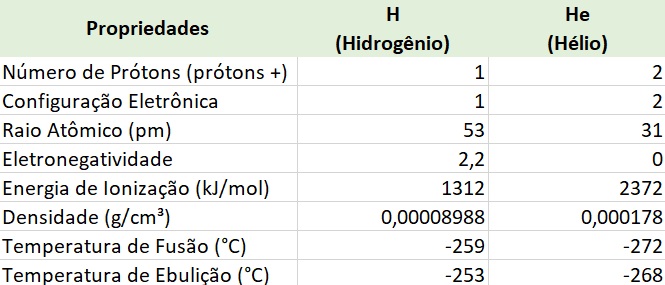 Propriedades H (Hidrogênio) He (Hélio)
Número de Prótons (prótons +) 1 2
Configuração Eletrônica 1 2
Raio Atômico (pm) 53 31
Eletronegatividade 2,2 0
Energia de Ionização (kJ/mol) 1312 2372
Densidade (g/cm³) 0,00008988 0,000178
Temperatura de Fusão (°C) -259 -272
Temperatura de Ebulição (°C) -253 -268